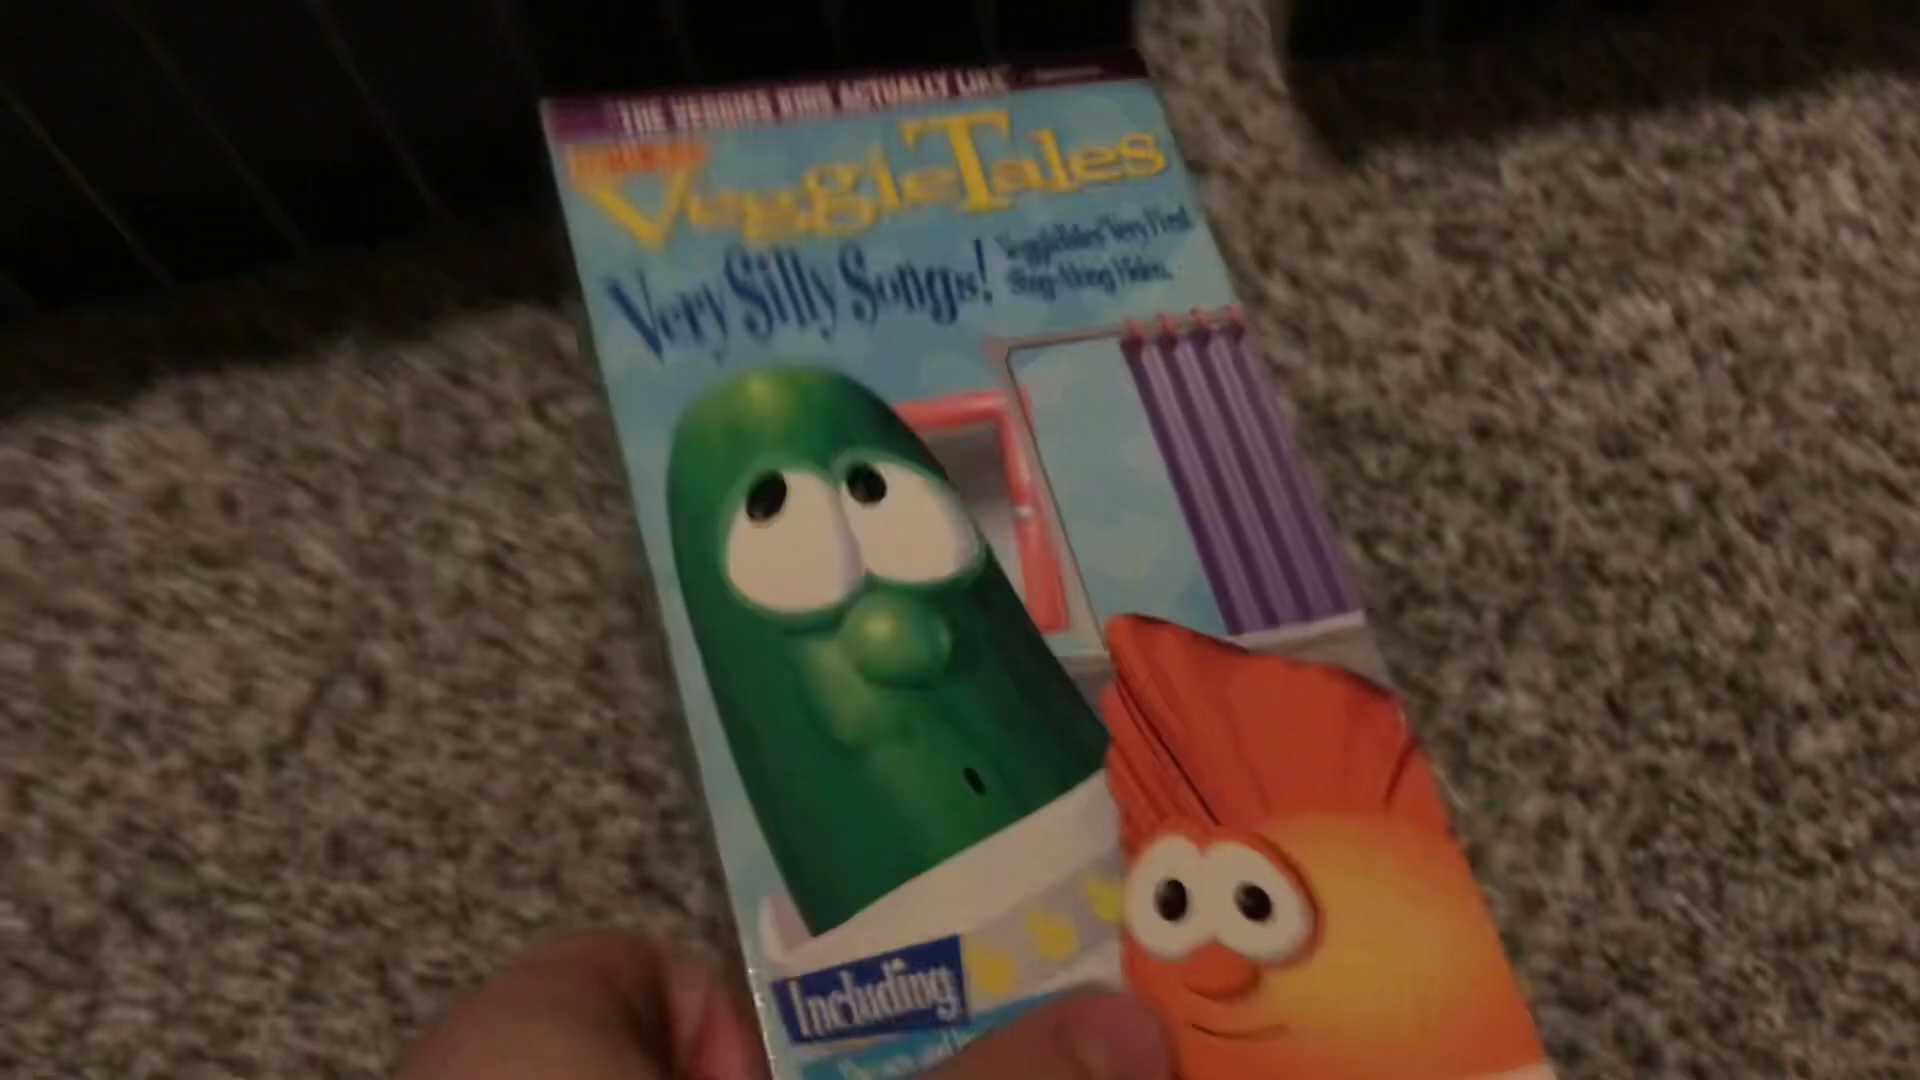 THE VEGGIES KIDS ACTUALLY LIKE
VeggieTales
Very Silly Songs!
VeggieTales' Very First
Sing-Along Video.
Including